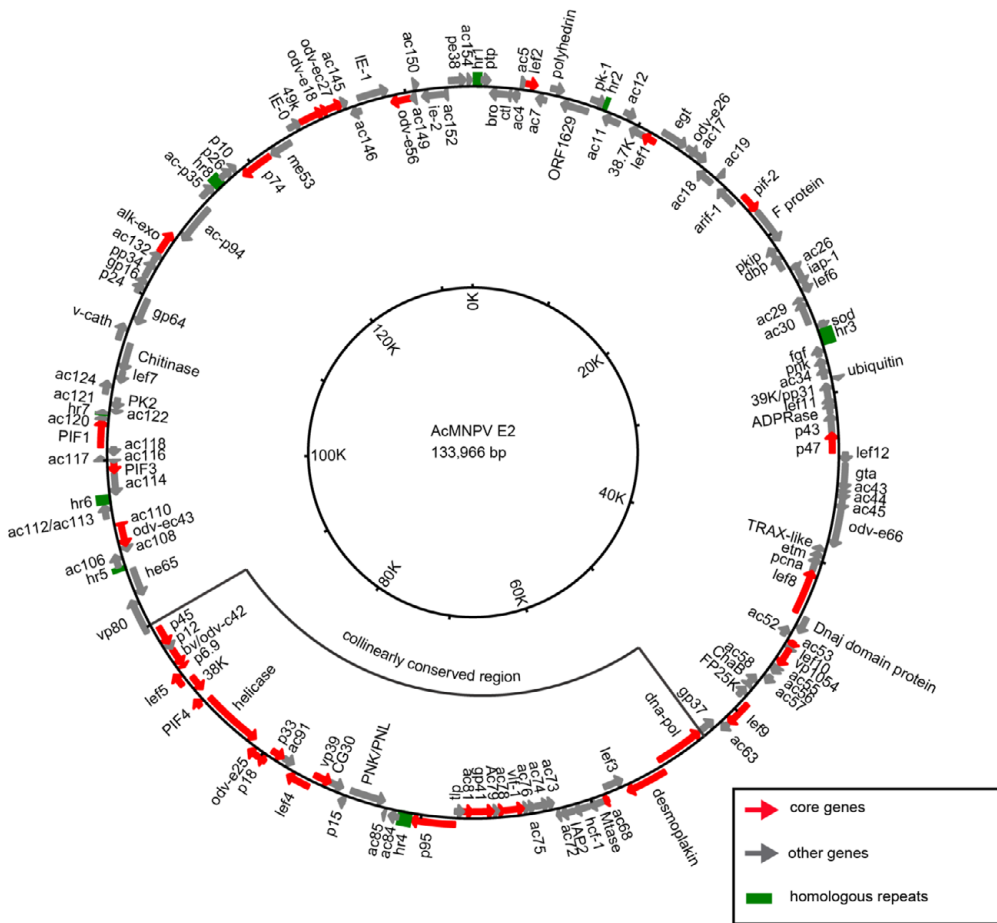 ac154
pe38
hr1
ptp
ac5
lef2
polyhedrin
pk-1
hr2
ac12
egt
odv-e26
ac17
ac19
pif-2
F protein
ac26
iap-1
lef6
sod
hr3
ubiquitin
lef12
gta
ac43
ac44
ac45
odv-e66
Dnaj domain protein
ac53
lef10
vp1054
ac55
ac56
ac57
lef9
ac63
desmoplakin
ac68
Mtase
hcf-1
IAP2
ac72
ac75
p95
hr4
ac84
ac85
p15
lef4
p18
odv-e25
PIF4
lef5
vp80
hr5
ac106
ac112/ac113
hr6
ac117
PIF1
ac120
hr7
ac121
ac124
v-cath
p24
gp16
pp34
ac132
alk-exo
ac-p35
hr8
p26
p10
IE-0
49k
odv-e18
odv-ec27
ac145
IE-1
ac150
bro
ctl
ac4
ac7
ORF1629
ac11
38.7K
lef1
ac18
arif-1
pkip
dbp
ac29
ac30
fgf
pnk
ac34
39K/pp31
lef11
ADPRase
p43
p47
TRAX-like
etm
pcna
lef8
ac52
ac58
ChaB
FP25K
gp37
dna-pol
lef3
ac73
ac74
ac76
vlf-1
ac78
Ac79
gp41
ac81
tlp
PNK/PNL
CG30
vp39
ac91
p33
helicase
38K
p6.9
bv/odv-c42
p12
p45
he65
ac108
odv-ec43
ac110
ac114
PIF3
ac116
ac118
ac122
PK2
lef7
Chitinase
gp64
ac-p94
p74
me53
ac146
odv-e56
ac149
ie-2
ac152
0K
20K
40K
60K
80K
100K
120K
AcMNPV E2
133,966 bp
collinearly conserved region
core genes
other genes
homologous repeats